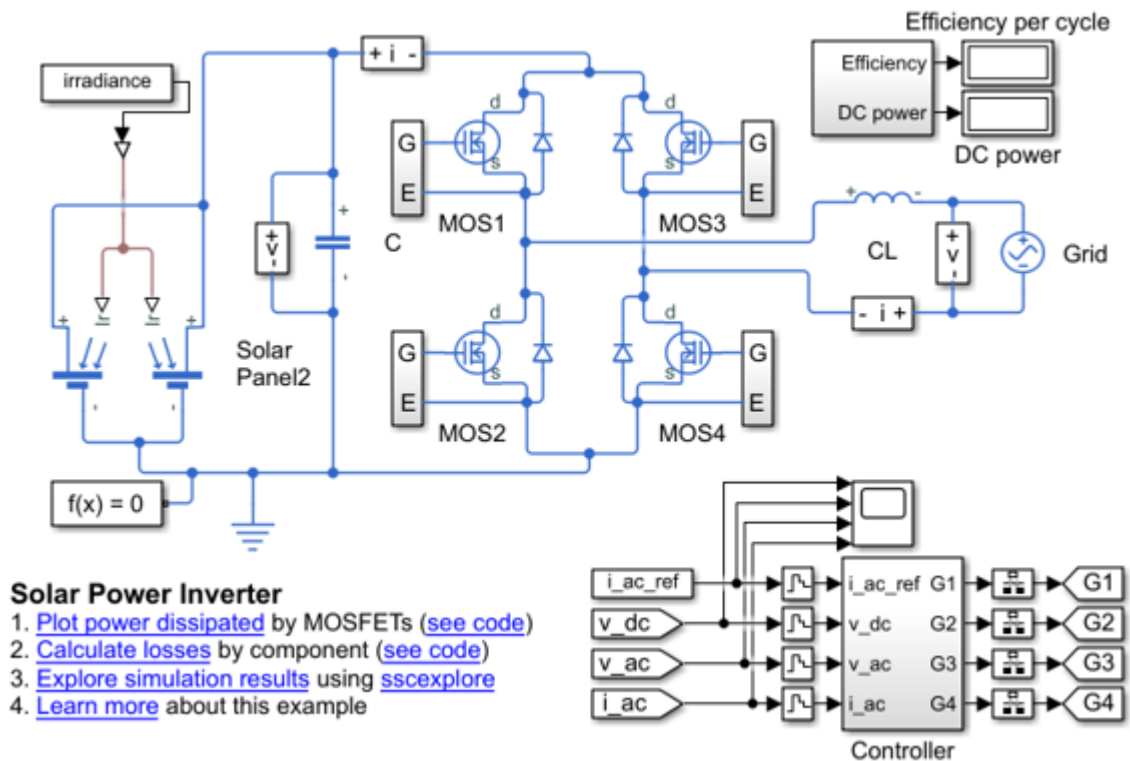 Efficiency per cycle
Efficiency
DC power
DC power
irradiance
+ i -
d
d
G
G
s
s
E
E
MOS1
MOS3
C
+
-
+
+ v -
+ v -
CL
Grid
- i +
+
-
Irr
Irr
+
+
-
-
Solar
Panel2
d
d
G
G
s
s
E
E
MOS2
MOS4
f(x) = 0
Solar Power Inverter
1. Plot power dissipated by MOSFETs (see code)
2. Calculate losses by component (see code)
3. Explore simulation results using sscexplore
4. Learn more about this example
i_ac_ref
i_ac_ref
G1
G1
v_dc
v_dc
G2
G2
v_ac
v_ac
G3
G3
i_ac
i_ac
G4
G4
Controller